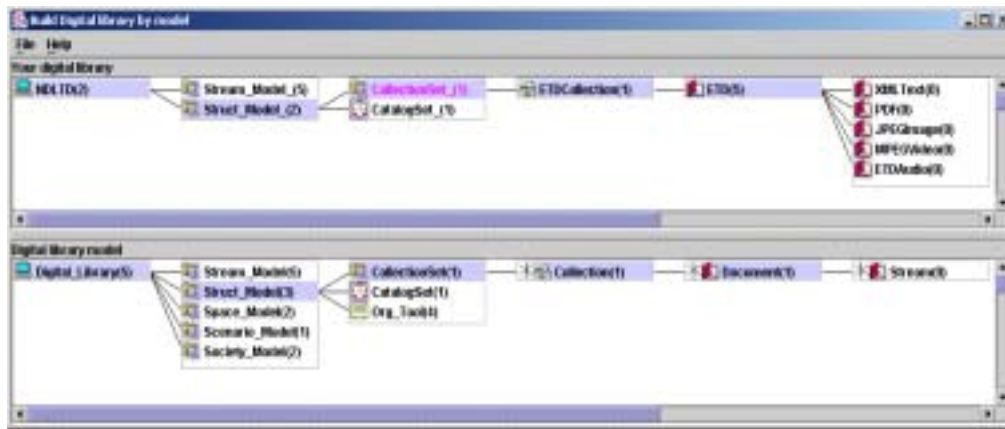 Build Digital library by model
File Help
Your digital library
NDLTD(2) Stream_Model_(5) CollectionSet_(1) ETDCollection(1) ETD(5) XMLText(0)
Struct_Model_(2) CatalogSet_(1) PDF(0)
JPEGImage(0)
MPEGVideo(0)
ETDAudio(0)
Digital library model
Digital_Library(5) Stream_Model(5) CollectionSet(1) Collection(1) Document(1) Stream(0)
Struct_Model(3) CatalogSet(1)
Space_Model(2) Org_Tool(4)
Scenario_Model(1)
Society_Model(2)